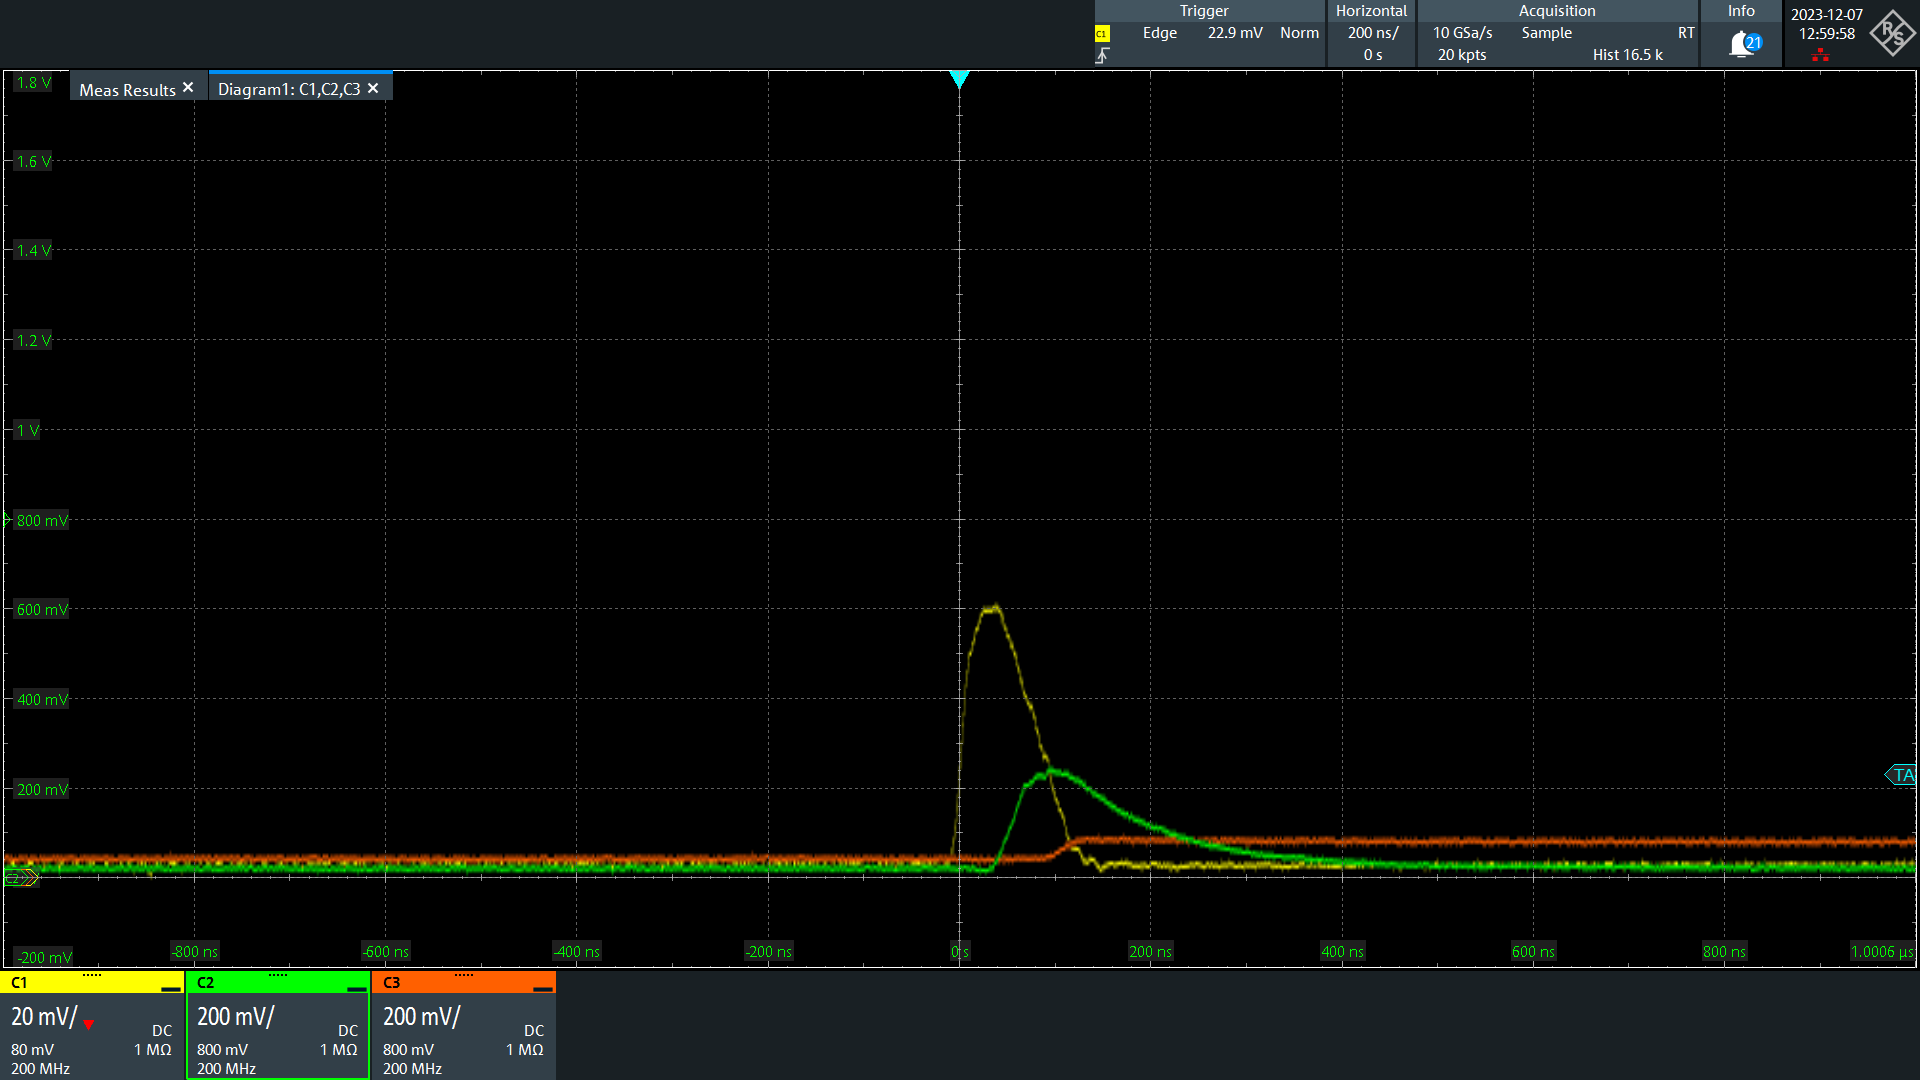 Trigger
C1 Edge 22.9 mV Norm
Horizontal
200 ns/
0 s
Acquisition
10 GSa/s Sample RT
20 kpts Hist 16.5 k
Info
21
2023-12-07
12:59:58
R S
Meas Results ✕ Diagram1: C1,C2,C3 ✕
1.8 V
1.6 V
1.4 V
1.2 V
1 V
800 mV
600 mV
400 mV
200 mV
TA
C2
-200 mV
-800 ns -600 ns -400 ns -200 ns 0 s 200 ns 400 ns 600 ns 800 ns 1.0006 µs
C1
20 mV/
DC
80 mV 1 MΩ
200 MHz
C2
200 mV/
DC
800 mV 1 MΩ
200 MHz
C3
200 mV/
DC
800 mV 1 MΩ
200 MHz